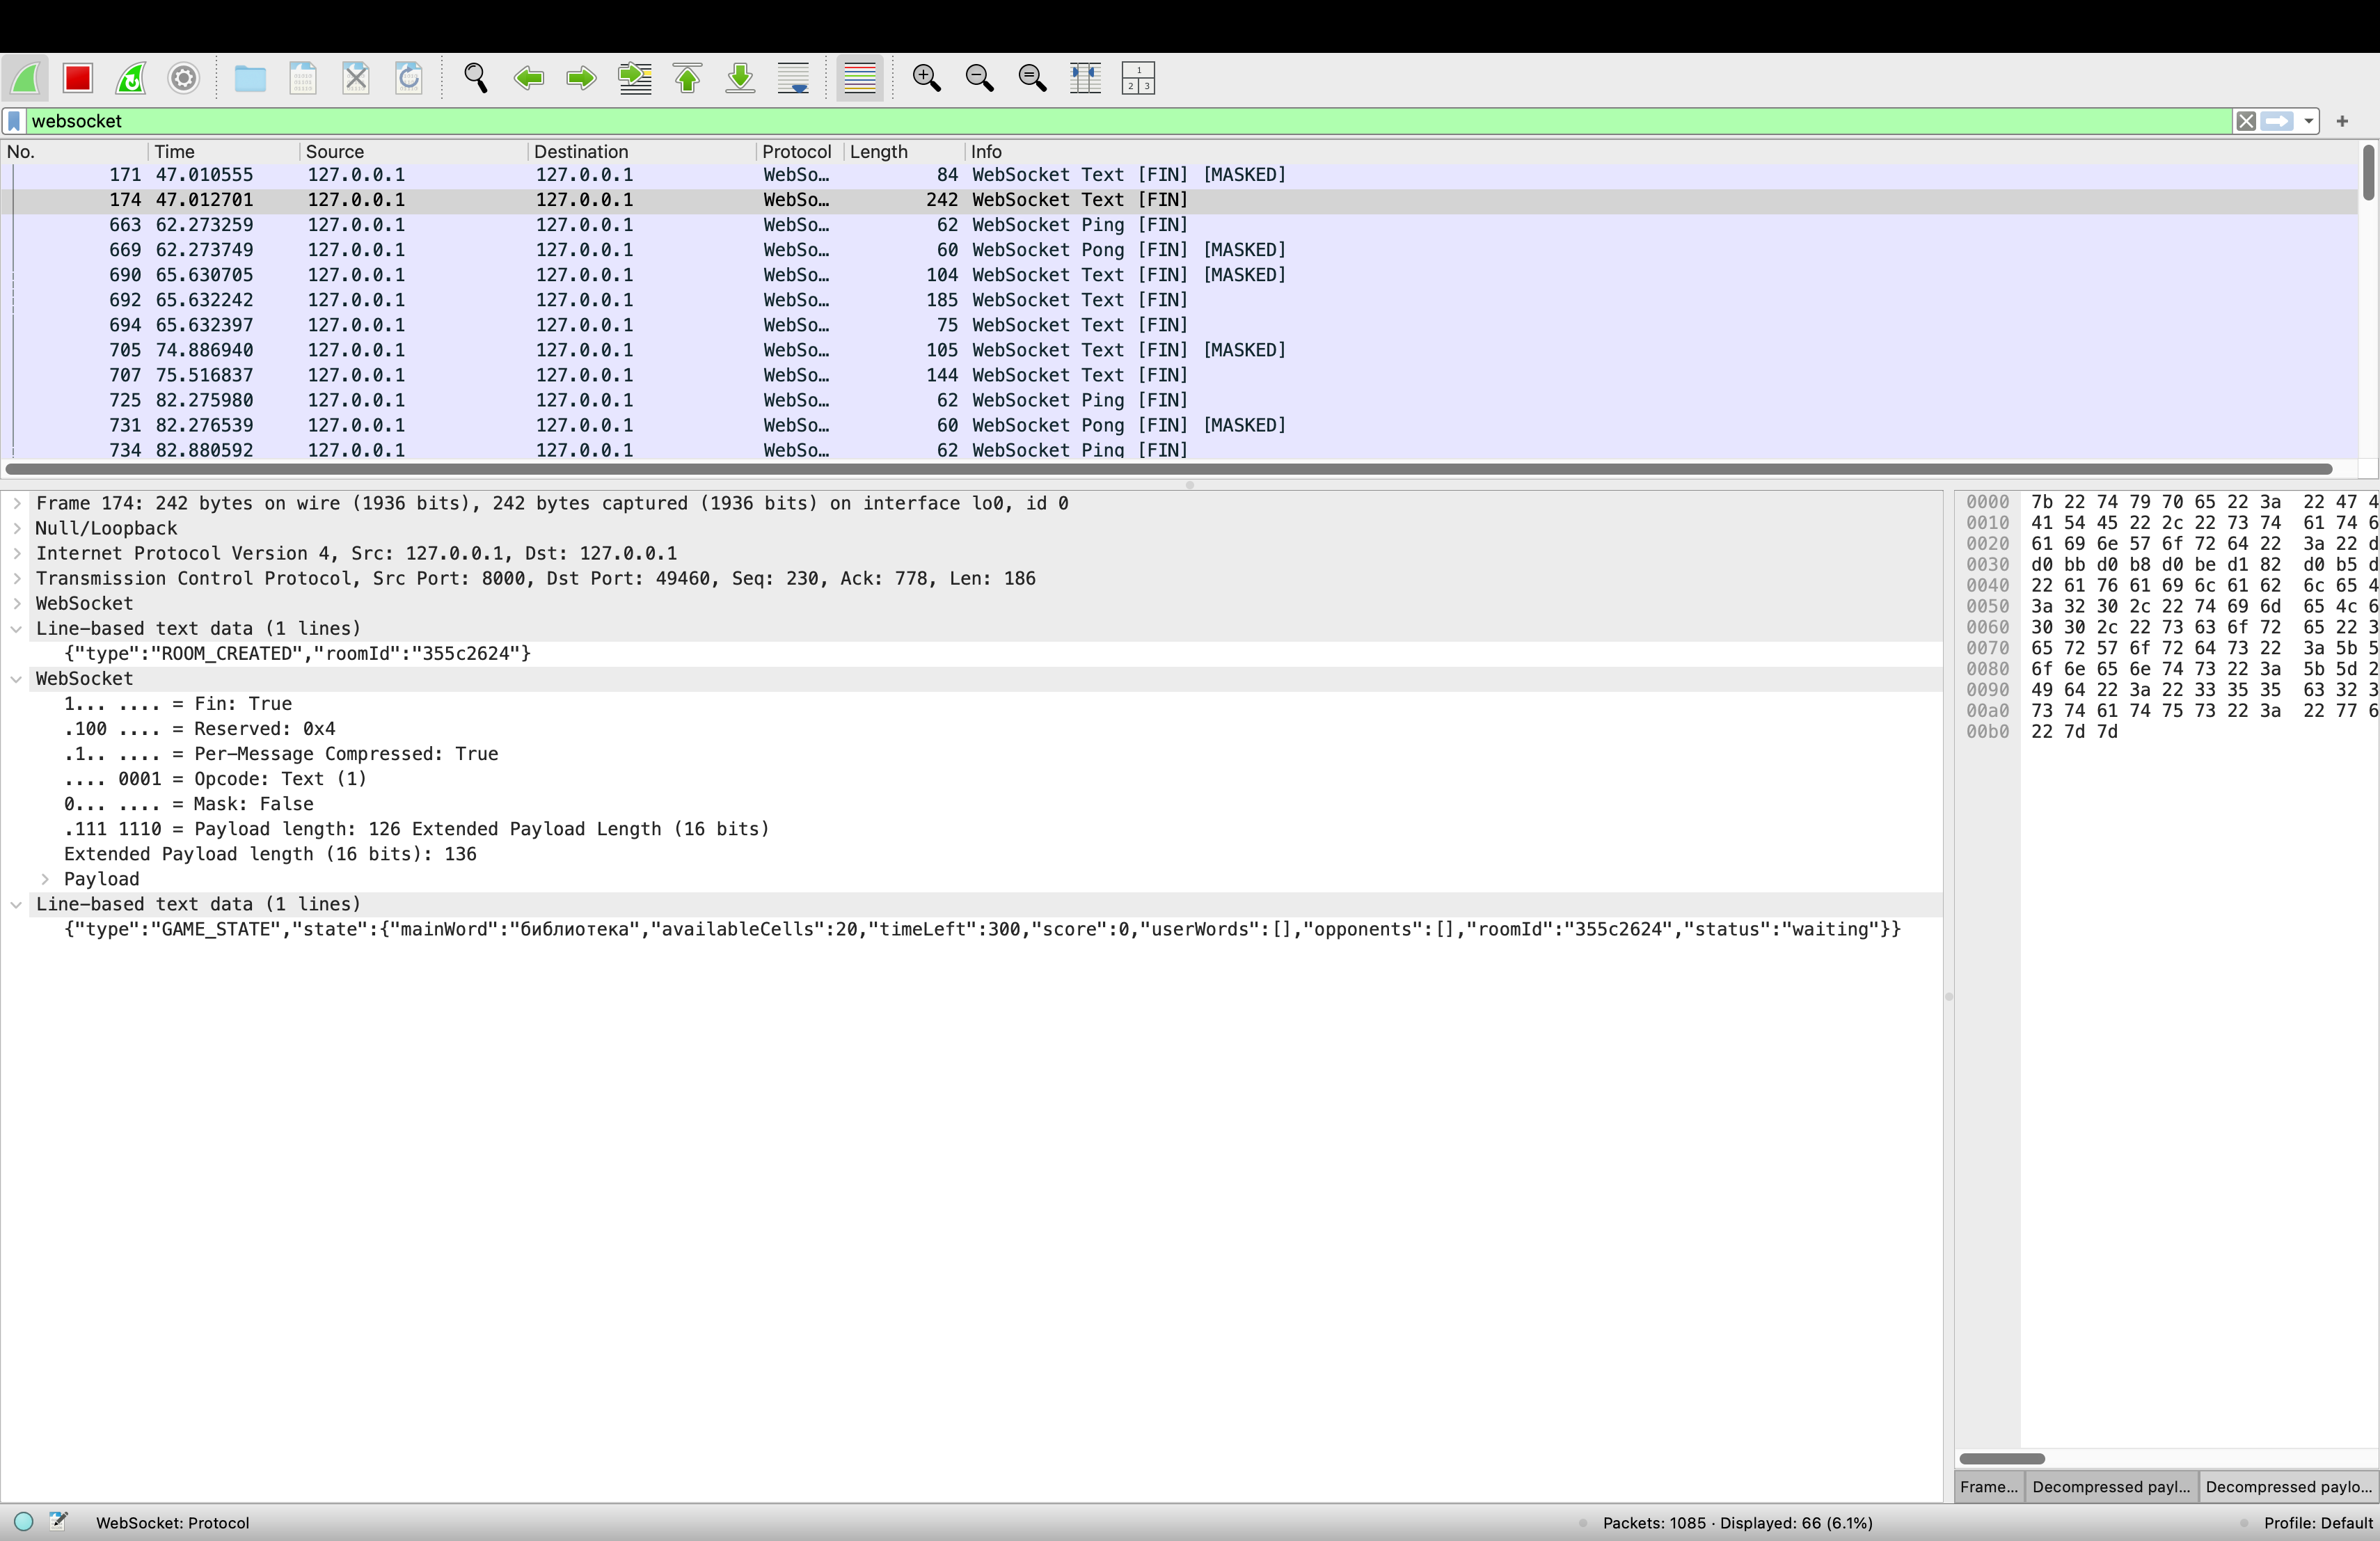 websocket
No. Time Source Destination Protocol Length Info
171 47.010555 127.0.0.1 127.0.0.1 WebSo… 84 WebSocket Text [FIN] [MASKED]
174 47.012701 127.0.0.1 127.0.0.1 WebSo… 242 WebSocket Text [FIN]
663 62.273259 127.0.0.1 127.0.0.1 WebSo… 62 WebSocket Ping [FIN]
669 62.273749 127.0.0.1 127.0.0.1 WebSo… 60 WebSocket Pong [FIN] [MASKED]
690 65.630705 127.0.0.1 127.0.0.1 WebSo… 104 WebSocket Text [FIN] [MASKED]
692 65.632242 127.0.0.1 127.0.0.1 WebSo… 185 WebSocket Text [FIN]
694 65.632397 127.0.0.1 127.0.0.1 WebSo… 75 WebSocket Text [FIN]
705 74.886940 127.0.0.1 127.0.0.1 WebSo… 105 WebSocket Text [FIN] [MASKED]
707 75.516837 127.0.0.1 127.0.0.1 WebSo… 144 WebSocket Text [FIN]
725 82.275980 127.0.0.1 127.0.0.1 WebSo… 62 WebSocket Ping [FIN]
731 82.276539 127.0.0.1 127.0.0.1 WebSo… 60 WebSocket Pong [FIN] [MASKED]
734 82.880592 127.0.0.1 127.0.0.1 WebSo… 62 WebSocket Ping [FIN]
Frame 174: 242 bytes on wire (1936 bits), 242 bytes captured (1936 bits) on interface lo0, id 0
Null/Loopback
Internet Protocol Version 4, Src: 127.0.0.1, Dst: 127.0.0.1
Transmission Control Protocol, Src Port: 8000, Dst Port: 49460, Seq: 230, Ack: 778, Len: 186
WebSocket
Line-based text data (1 lines)
{"type":"ROOM_CREATED","roomId":"355c2624"}
WebSocket
1... .... = Fin: True
.100 .... = Reserved: 0x4
.1.. .... = Per-Message Compressed: True
.... 0001 = Opcode: Text (1)
0... .... = Mask: False
.111 1110 = Payload length: 126 Extended Payload Length (16 bits)
Extended Payload length (16 bits): 136
Payload
Line-based text data (1 lines)
{"type":"GAME_STATE","state":{"mainWord":"библиотека","availableCells":20,"timeLeft":300,"score":0,"userWords":[],"opponents":[],"roomId":"355c2624","status":"waiting"}}
0000 7b 22 74 79 70 65 22 3a 22 47 4
0010 41 54 45 22 2c 22 73 74 61 74 6
0020 61 69 6e 57 6f 72 64 22 3a 22 d
0030 d0 bb d0 b8 d0 be d1 82 d0 b5 d
0040 22 61 76 61 69 6c 61 62 6c 65 4
0050 3a 32 30 2c 22 74 69 6d 65 4c 6
0060 30 30 2c 22 73 63 6f 72 65 22 3
0070 65 72 57 6f 72 64 73 22 3a 5b 5
0080 6f 6e 65 6e 74 73 22 3a 5b 5d 2
0090 49 64 22 3a 22 33 35 35 63 32 3
00a0 73 74 61 74 75 73 22 3a 22 77 6
00b0 22 7d 7d
Frame… Decompressed payl… Decompressed paylo…
WebSocket: Protocol Packets: 1085 · Displayed: 66 (6.1%) Profile: Default